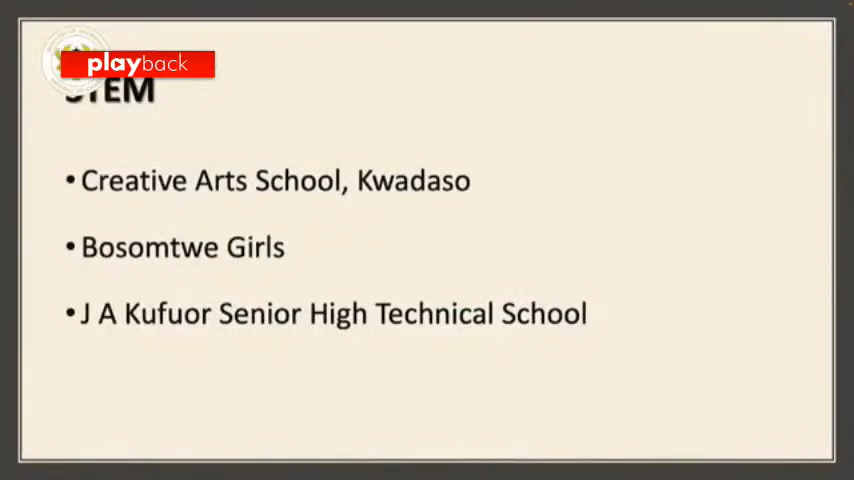 playback
STEM
• Creative Arts School, Kwadaso
• Bosomtwe Girls
• J A Kufuor Senior High Technical School